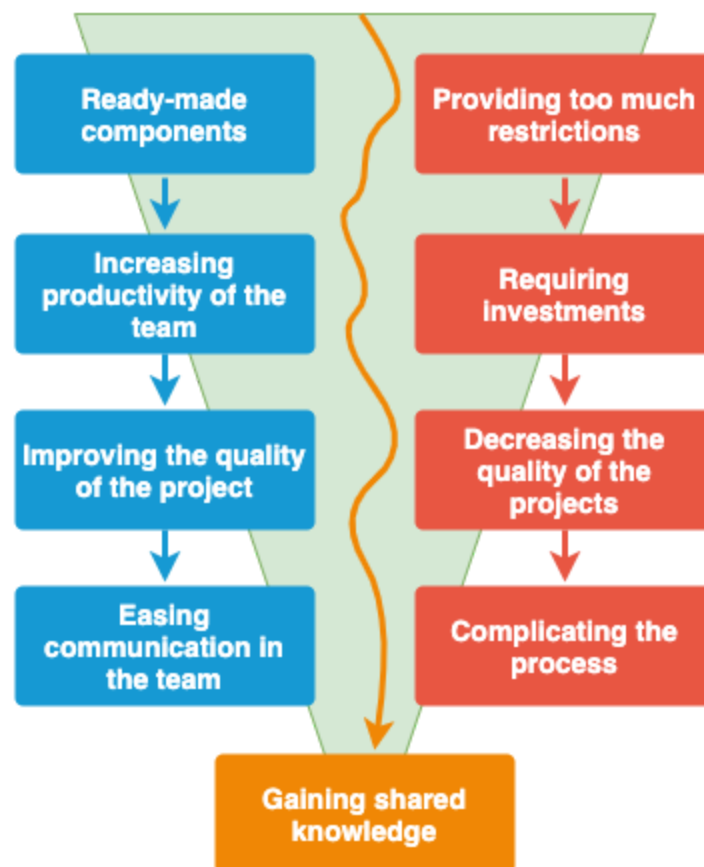 Ready-made
components
Increasing
productivity of the
team
Improving the quality
of the project
Easing
communication in
the team
Providing too much
restrictions
Requiring
investments
Decreasing the
quality of the
projects
Complicating the
process
Gaining shared
knowledge